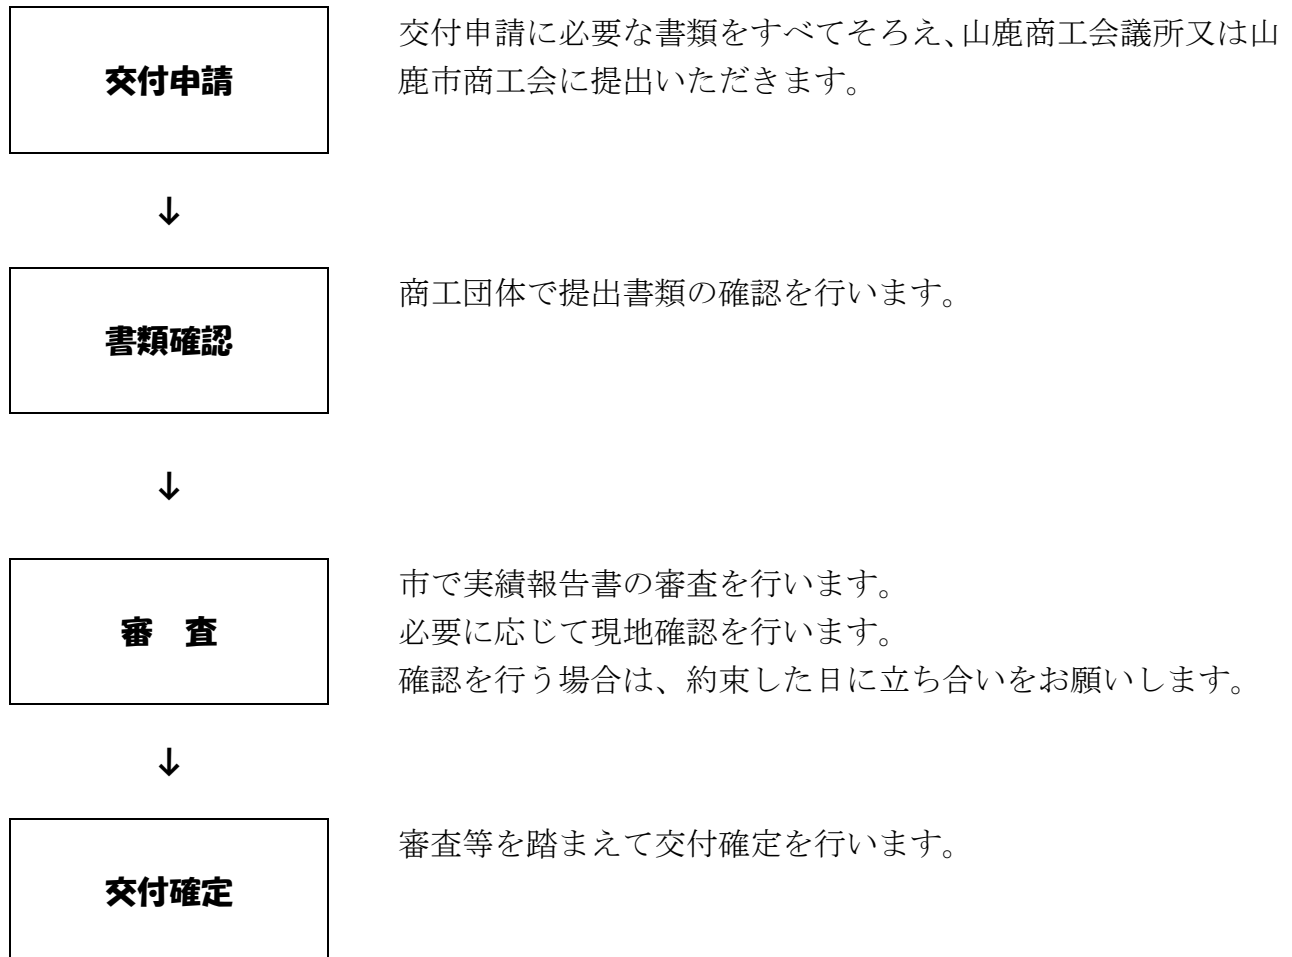 交付申請
交付申請に必要な書類をすべてそろえ、山鹿商工会議所又は山
鹿市商工会に提出いただきます。
↓
書類確認
商工団体で提出書類の確認を行います。
↓
審　査
市で実績報告書の審査を行います。
必要に応じて現地確認を行います。
確認を行う場合は、約束した日に立ち合いをお願いします。
↓
交付確定
審査等を踏まえて交付確定を行います。